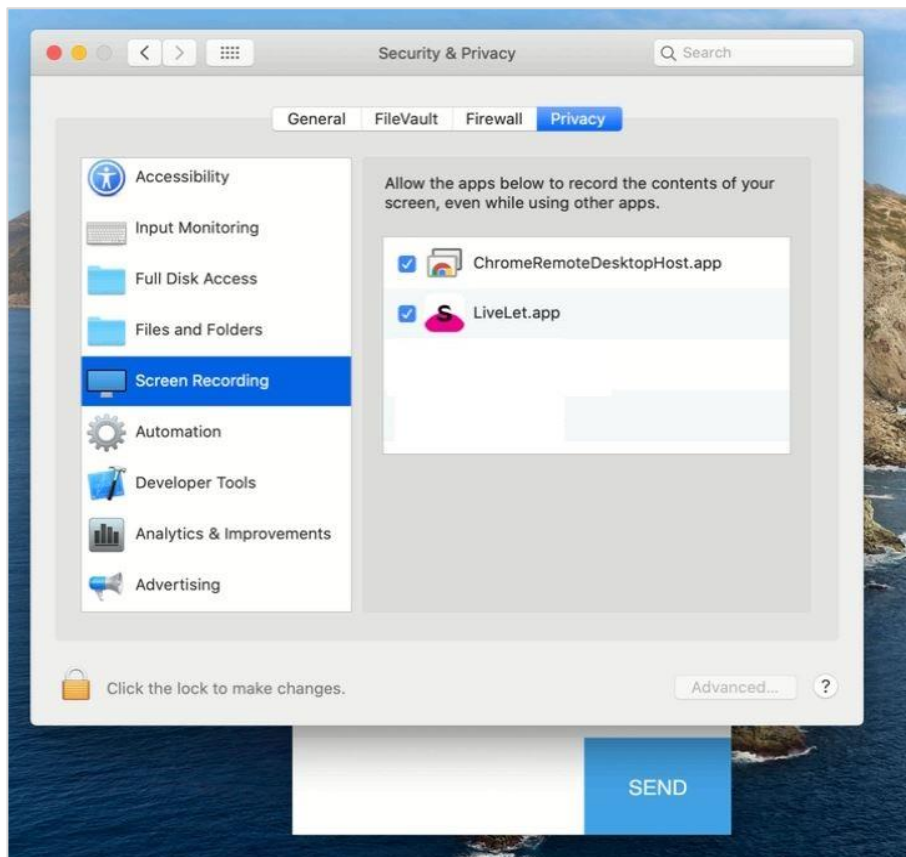 Security & Privacy
Search
General
FileVault
Firewall
Privacy
Accessibility
Input Monitoring
Full Disk Access
Files and Folders
Screen Recording
Automation
Developer Tools
Analytics & Improvements
Advertising
Allow the apps below to record the contents of your
screen, even while using other apps.
ChromeRemoteDesktopHost.app
S
LiveLet.app
Click the lock to make changes.
Advanced...
?
SEND